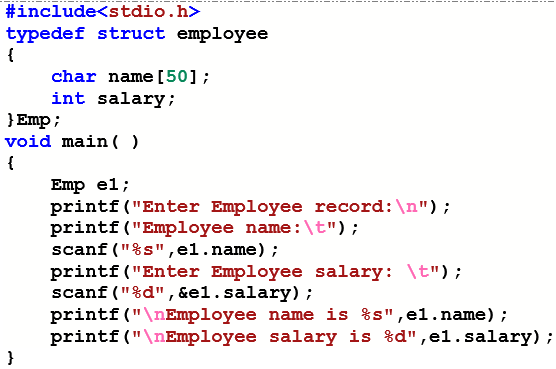 #include<stdio.h>
typedef struct employee
{
    char name[50];
    int salary;
}Emp;
void main( )
{
    Emp e1;
    printf("Enter Employee record:\n");
    printf("Employee name:\t");
    scanf("%s",e1.name);
    printf("Enter Employee salary: \t");
    scanf("%d",&e1.salary);
    printf("\nEmployee name is %s",e1.name);
    printf("\nEmployee salary is %d",e1.salary);
}